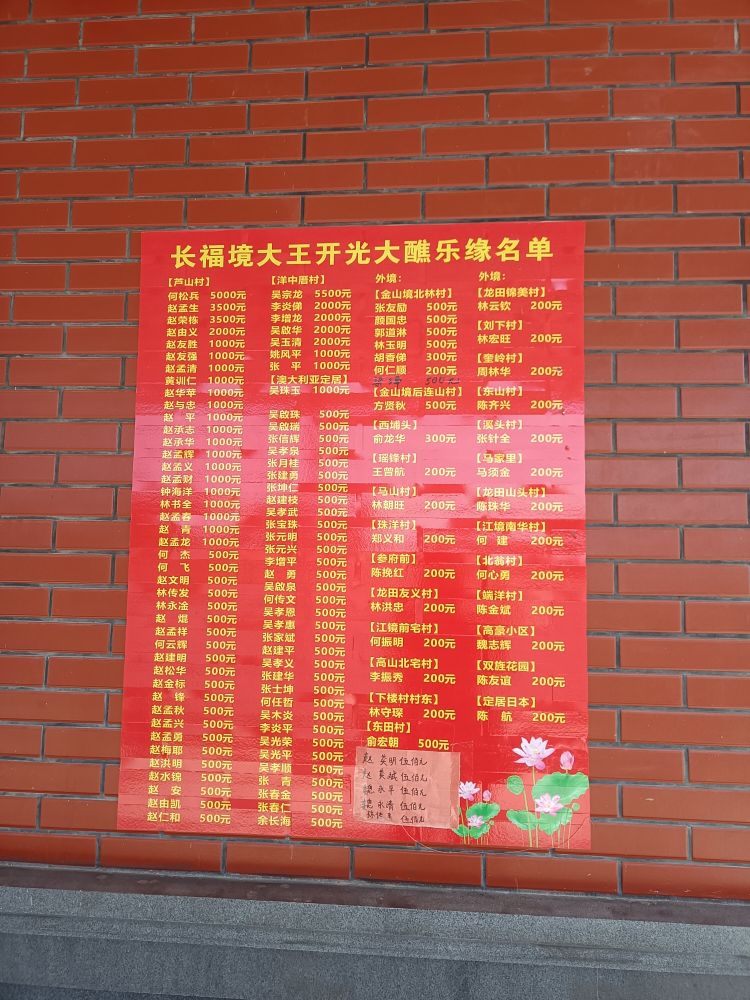 长福境大王开光大醮乐缘名单
【芦山村】
何松兵 5000元
赵孟生 3500元
赵荣栋 3500元
赵由义 2000元
赵友胜 1000元
赵友强 1000元
赵孟清 1000元
黄训仁 1000元
赵华苹 1000元
赵与忠 1000元
赵 平 1000元
赵承志 1000元
赵承华 1000元
赵孟辉 1000元
赵孟义 1000元
赵孟财 1000元
钟海洋 1000元
林书全 1000元
赵孟春 1000元
赵 青 1000元
赵孟龙 1000元
何 杰 500元
何 飞 500元
赵文明 500元
林传发 500元
林永淦 500元
赵 焜 500元
赵孟祥 500元
何云辉 500元
赵建明 500元
赵松华 500元
赵金标 500元
赵 锋 500元
赵孟秋 500元
赵孟兴 500元
赵孟勇 500元
赵梅耶 500元
赵洪明 500元
赵水锦 500元
赵 安 500元
赵由凯 500元
赵仁和 500元
【洋中厝村】
吴宗龙 5500元
李炎俤 2000元
李增龙 2000元
吴啟华 2000元
吴玉清 2000元
姚风平 1000元
张 平 1000元
【澳大利亚定居】
吴珠玉 1000元
吴啟珠 500元
吴啟瑞 500元
张信辉 500元
吴孝泉 500元
张月桂 500元
张建勇 500元
张坤仁 500元
赵建枝 500元
吴孝武 500元
张宝珠 500元
张元明 500元
张元兴 500元
李增平 500元
赵 勇 500元
吴啟泉 500元
何传文 500元
吴孝恩 500元
吴孝惠 500元
张家斌 500元
赵建平 500元
吴孝义 500元
张建华 500元
张士坤 500元
何任哲 500元
吴木炎 500元
李炎平 500元
吴光荣 500元
吴光平 500元
吴孝顺 500元
张 青 500元
张春金 500元
张春仁 500元
余长海 500元
外境：
【金山境北林村】
张友励 500元
颜国忠 500元
郭道淋 500元
林玉明 500元
胡香俤 300元
何仁顺 200元
500元
【金山境后连山村】
方贤秋 500元
【西埔头】
俞龙华 300元
【瑶锋村】
王曾航 200元
【马山村】
林朝旺 200元
【珠洋村】
郑义和 200元
【参府前】
陈挽红 200元
【龙田友义村】
林洪忠 200元
【江镜前宅村】
何振明 200元
【高山北宅村】
李振秀 200元
【下楼村村东】
林守琛 200元
【东田村】
俞宏朝 500元
赵 英明 伍佰元
赵 伍佰元
永平 伍佰元
永清 伍佰元
伍佰元
外境：
【龙田锦美村】
林云钦 200元
【刘下村】
林宏旺 200元
【奎岭村】
周林华 200元
【东山村】
陈齐兴 200元
【溪头村】
张针全 200元
【马家里】
马须金 200元
【龙田山头村】
陈珠华 200元
【江境南华村】
何 建 200元
【北翁村】
何心勇 200元
【端洋村】
陈金斌 200元
【高豪小区】
魏志辉 200元
【双旌花园】
陈友谊 200元
【定居日本】
陈 航 200元